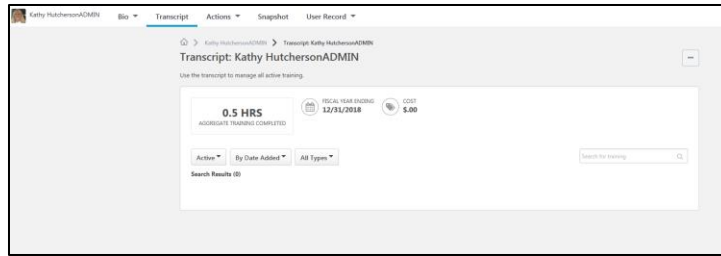 Kathy HutchersonADMIN Bio Transcript Actions Snapshot User Record
Kathy HutchersonADMIN > Transcript: Kathy HutchersonADMIN
Transcript: Kathy HutchersonADMIN
Use the transcript to manage all active training.
0.5 HRS
AGGREGATE TRAINING COMPLETED
FISCAL YEAR ENDING
12/31/2018
COST
$.00
Active By Date Added All Types Search for training
Search Results (0)